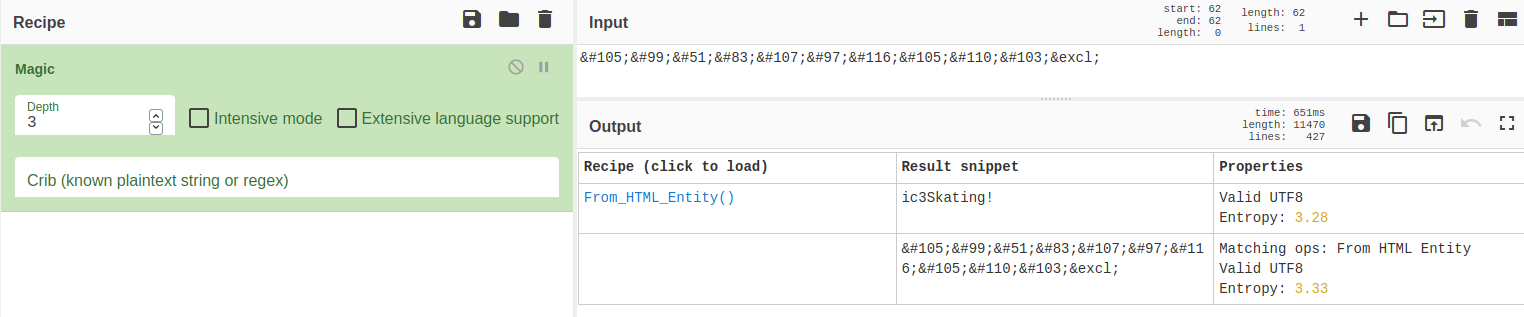 Recipe
Magic
Depth
3
Intensive mode
Extensive language support
Crib (known plaintext string or regex)
Input
start: 62
end: 62
length: 0
length: 62
lines: 1
&#105;&#99;&#51;&#83;&#107;&#97;&#116;&#105;&#110;&#103;&excl;
Output
time: 651ms
length: 11470
lines: 427
Recipe (click to load) Result snippet Properties
From_HTML_Entity() ic3Skating! Valid UTF8
Entropy: 3.28
&#105;&#99;&#51;&#83;&#107;&#97;&#11 Matching ops: From HTML Entity
6;&#105;&#110;&#103;&excl; Valid UTF8
Entropy: 3.33